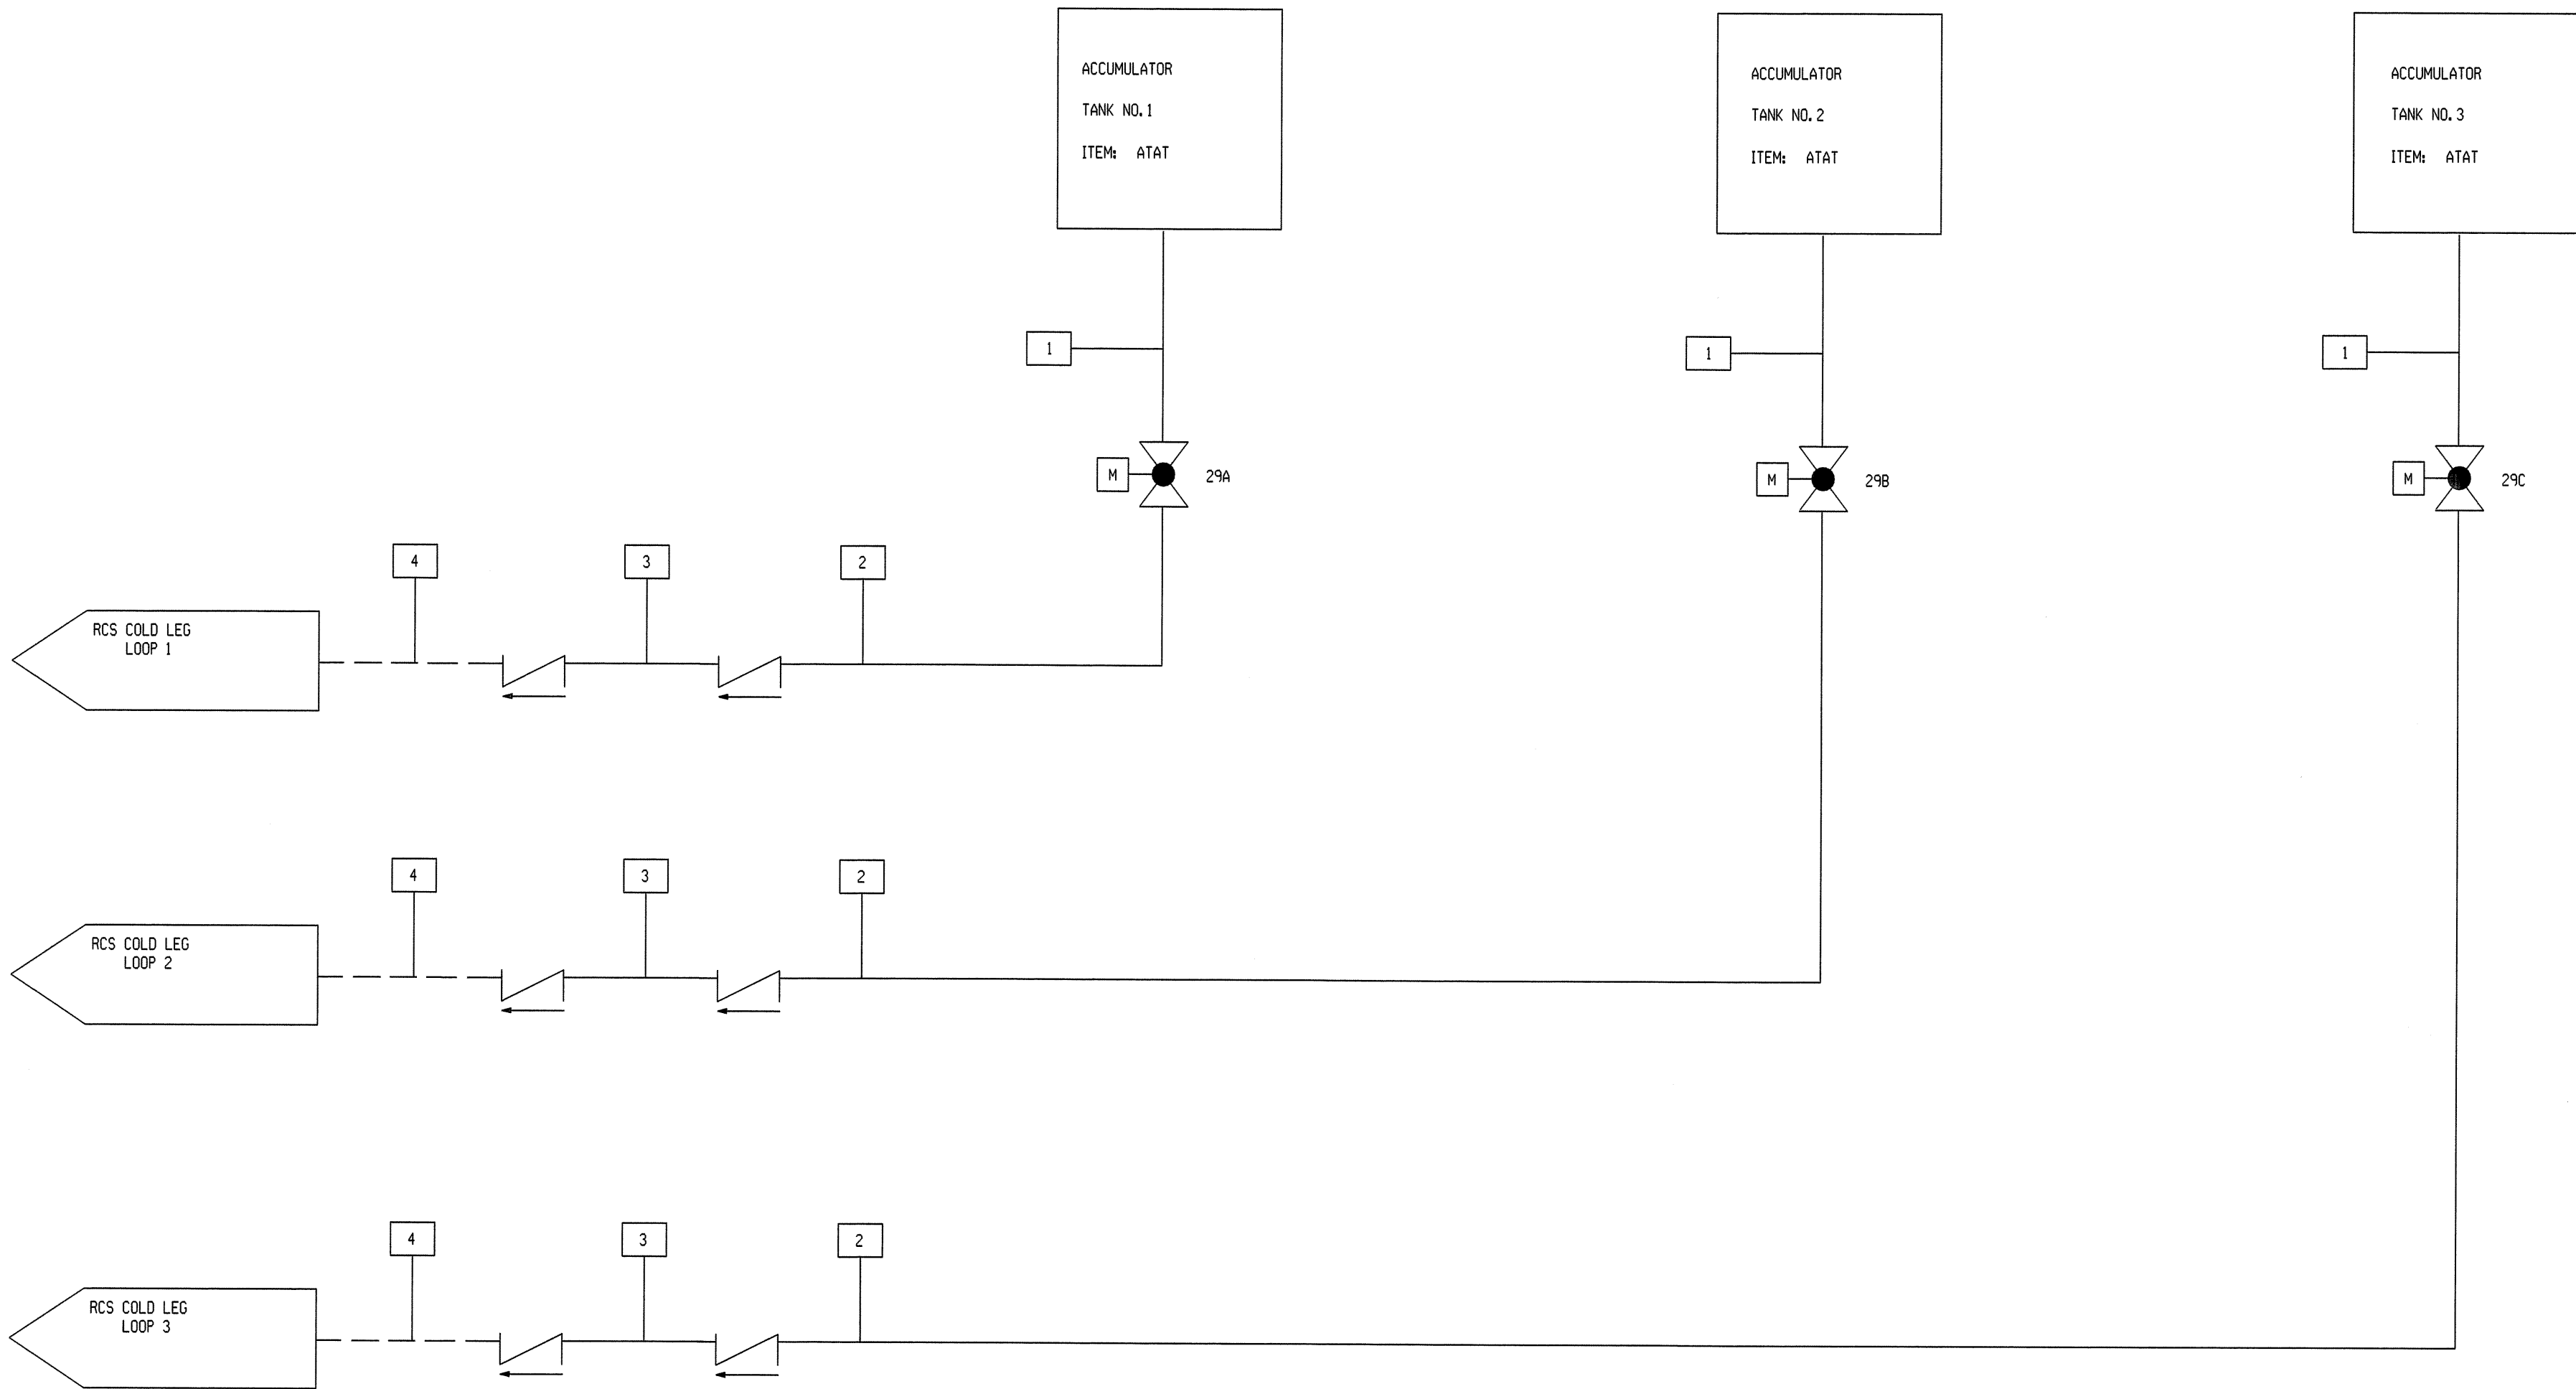 ACCUMULATOR
TANK NO.1
ITEM: ATAT
ACCUMULATOR
TANK NO.2
ITEM: ATAT
ACCUMULATOR
TANK NO.3
ITEM: ATAT
1
1
1
M
29A
M
29B
M
29C
4
3
2
RCS COLD LEG
LOOP 1
4
3
2
RCS COLD LEG
LOOP 2
4
3
2
RCS COLD LEG
LOOP 3